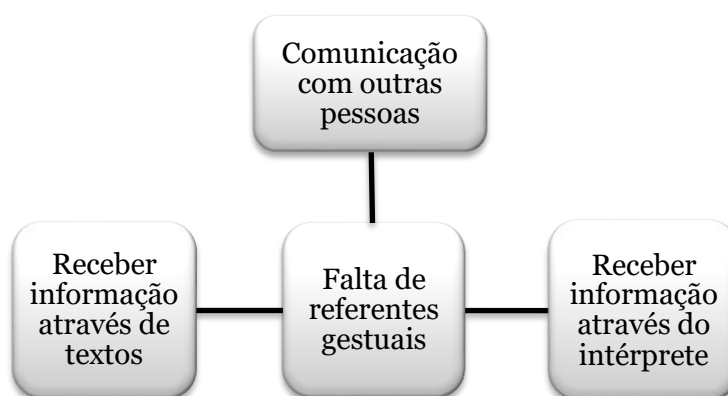 Comunicação
com outras
pessoas
Receber
informação
através de
textos
Falta de
referentes
gestuais
Receber
informação
através do
intérprete